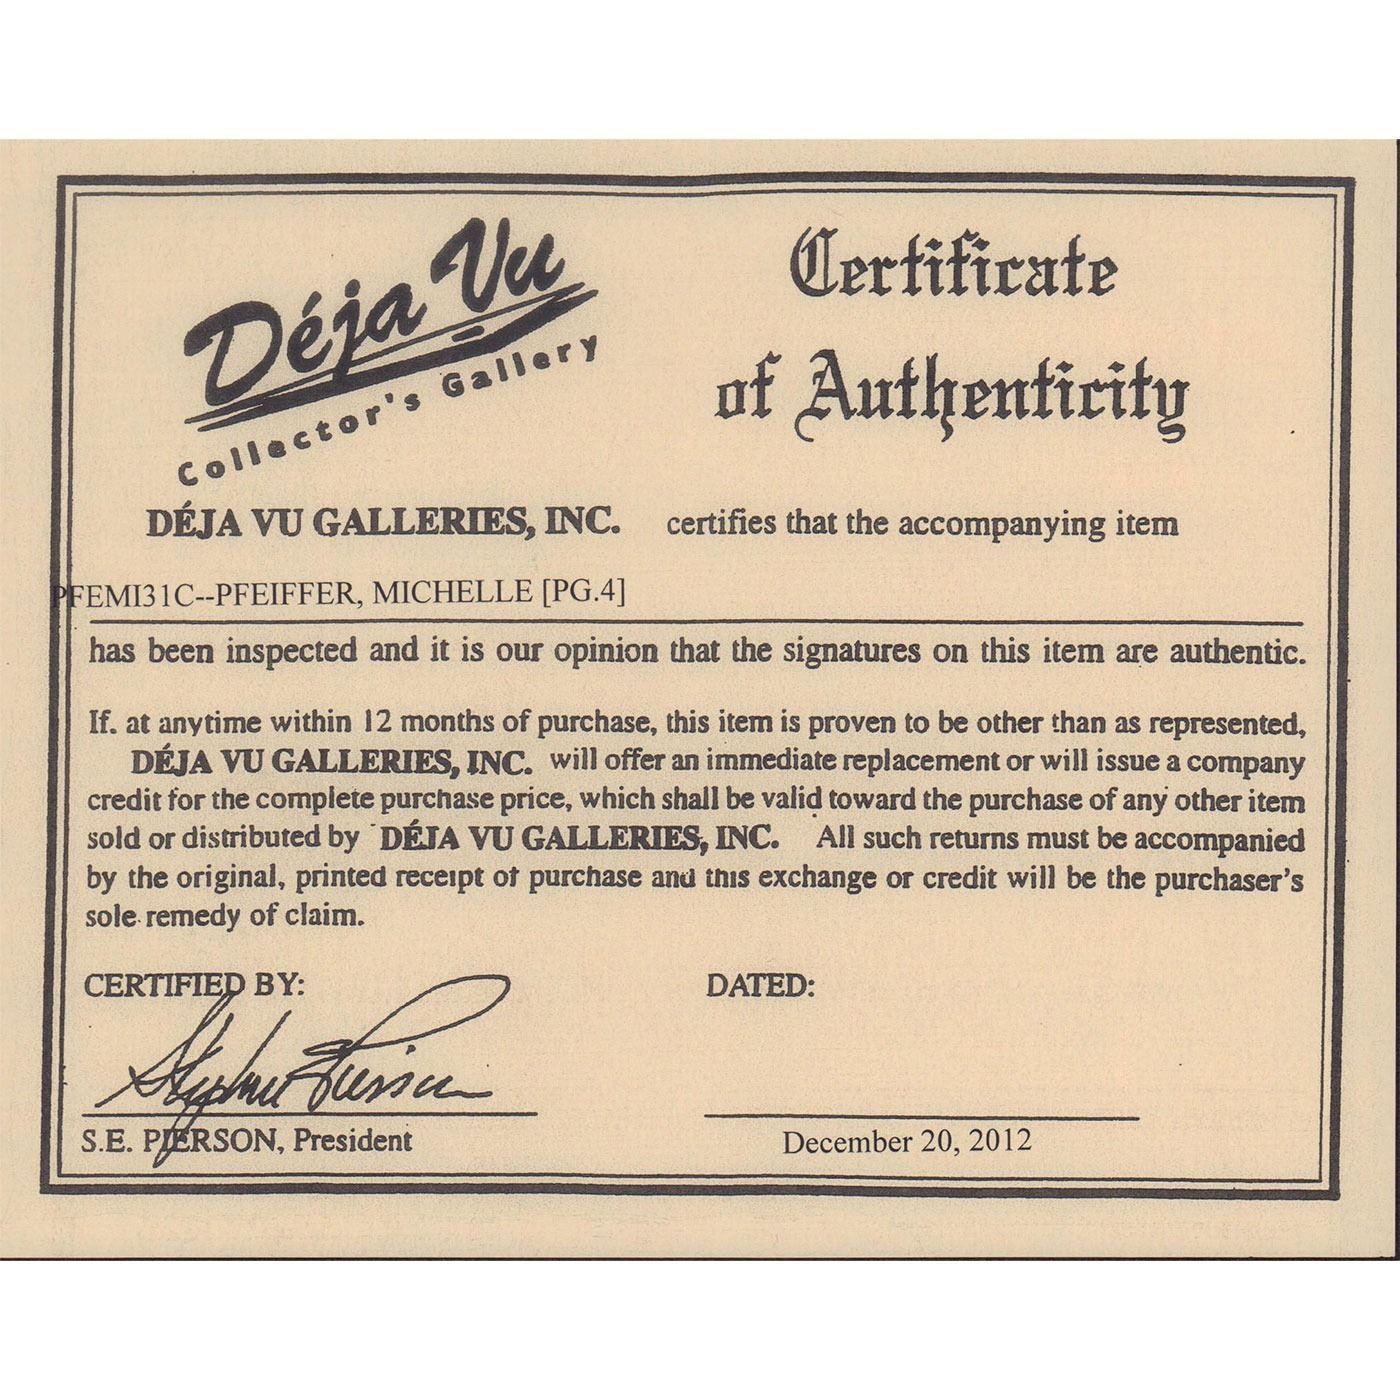 Déja Vu
Collector's Gallery
Certificate
of Authenticity
DÉJA VU GALLERIES, INC. certifies that the accompanying item
PFEMI31C--PFEIFFER, MICHELLE [PG.4]
has been inspected and it is our opinion that the signatures on this item are authentic.
If. at anytime within 12 months of purchase, this item is proven to be other than as represented,
DÉJA VU GALLERIES, INC. will offer an immediate replacement or will issue a company
credit for the complete purchase price, which shall be valid toward the purchase of any other item
sold or distributed by DÉJA VU GALLERIES, INC. All such returns must be accompanied
by the original, printed receipt of purchase and this exchange or credit will be the purchaser's
sole remedy of claim.
CERTIFIED BY:
DATED:
Stephanie Pierson
S.E. PIERSON, President
December 20, 2012